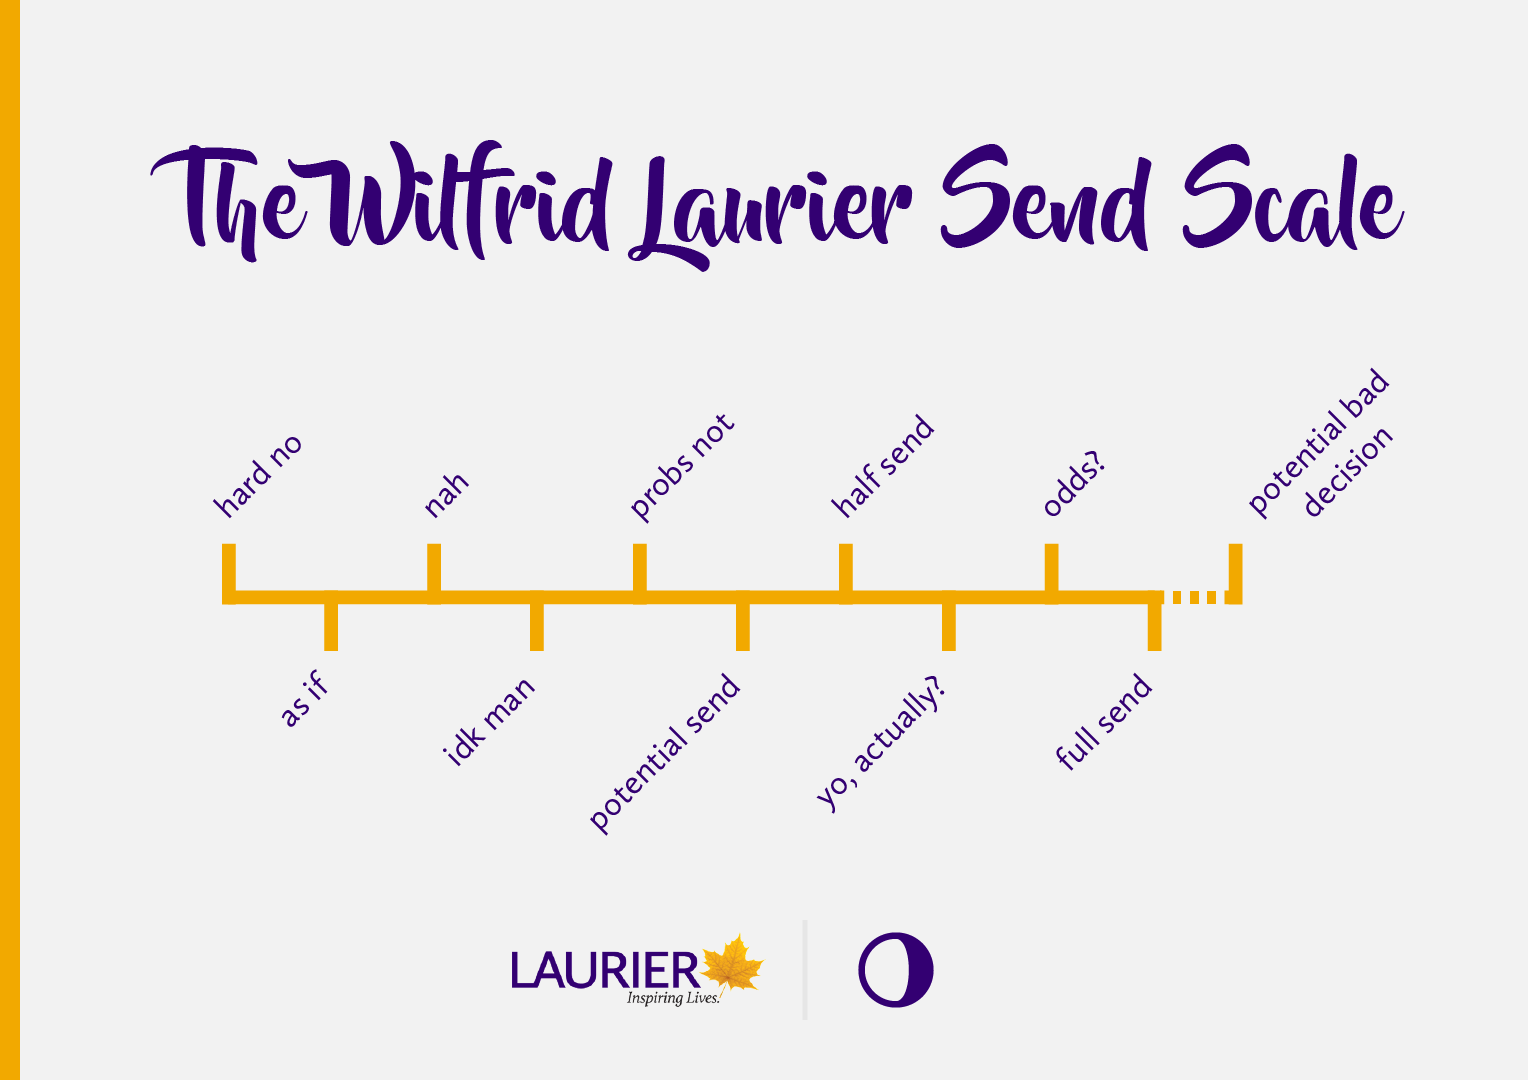 The Wilfrid Laurier Send Scale
hard no
as if
nah
idk man
probs not
potential send
half send
yo, actually?
odds?
full send
potential bad
decision
LAURIER
Inspiring Lives.